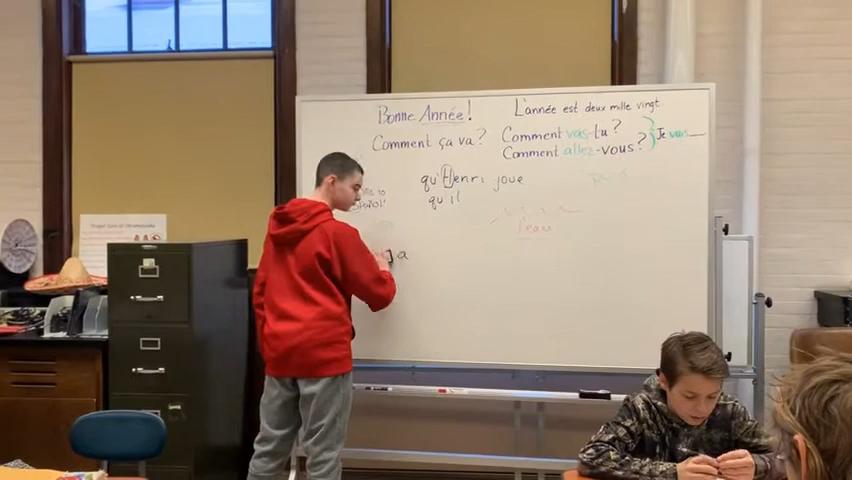 Bonne Année!
L'année est deux mille vingt
Comment ça va?
Comment vas-tu?
Comment allez-vous?
Je vais
qu'Henri joue
qu'il
l'eau
a